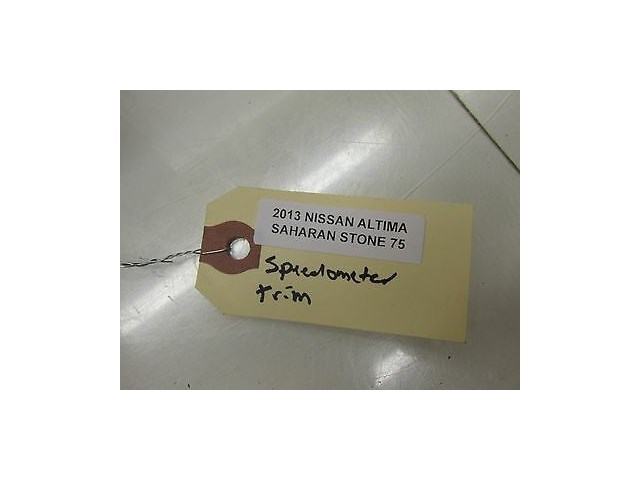 2013 NISSAN ALTIMA
SAHARAN STONE 75
Speedometer
trim